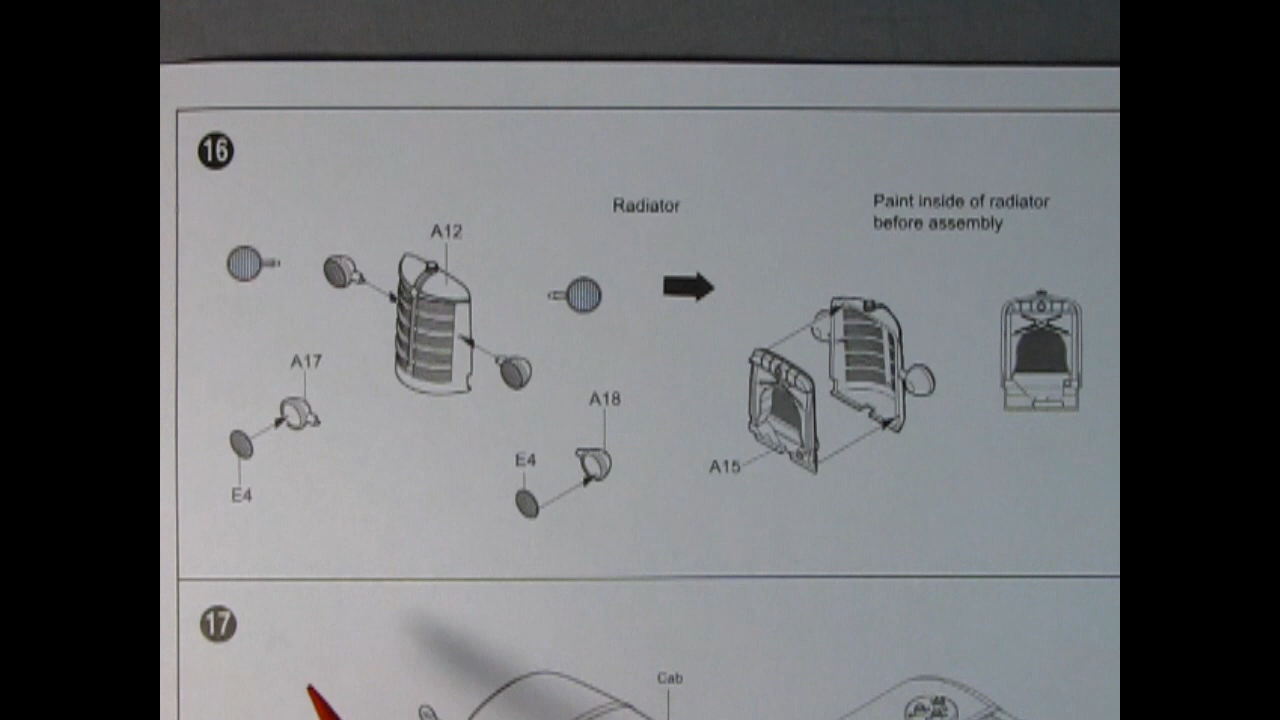 16
Radiator
Paint inside of radiator
before assembly
A12
A17
A18
E4
A15
E4
17
Cab